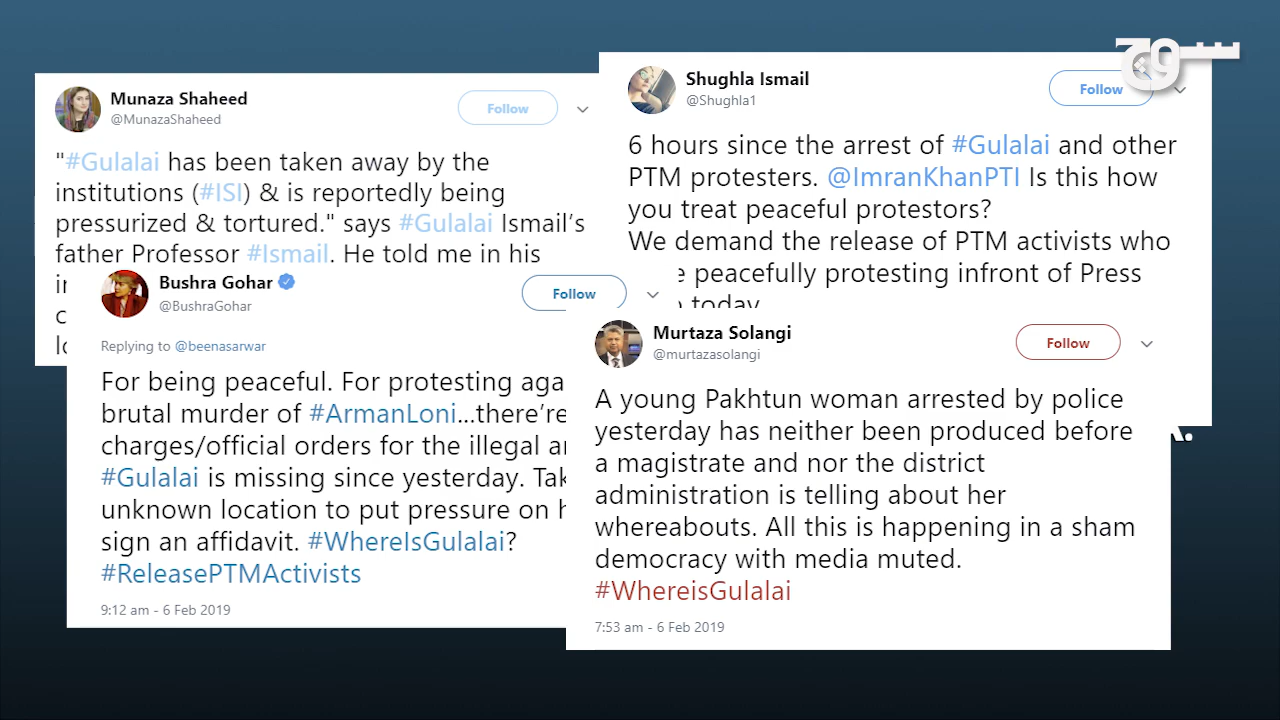 سوچ
Munaza Shaheed
@MunazaShaheed
Follow
"#Gulalai has been taken away by the
institutions (#ISI) & is reportedly being
pressurized & tortured." says #Gulalai Ismail's
father Professor #Ismail. He told me in his
Shughla Ismail
@Shughla1
Follow
6 hours since the arrest of #Gulalai and other
PTM protesters. @ImranKhanPTI Is this how
you treat peaceful protestors?
We demand the release of PTM activists who
peacefully protesting infront of Press
today
Bushra Gohar
@BushraGohar
Follow
Replying to @beenasarwar
For being peaceful. For protesting
brutal murder of #ArmanLoni...there're
charges/official orders for the illegal
#Gulalai is missing since yesterday.
unknown location to put pressure on
sign an affidavit. #WhereIsGulalai?
#ReleasePTMActivists
9:12 am - 6 Feb 2019
Murtaza Solangi
@murtazasolangi
Follow
A young Pakhtun woman arrested by police
yesterday has neither been produced before
a magistrate and nor the district
administration is telling about her
whereabouts. All this is happening in a sham
democracy with media muted.
#WhereisGulalai
7:53 am - 6 Feb 2019